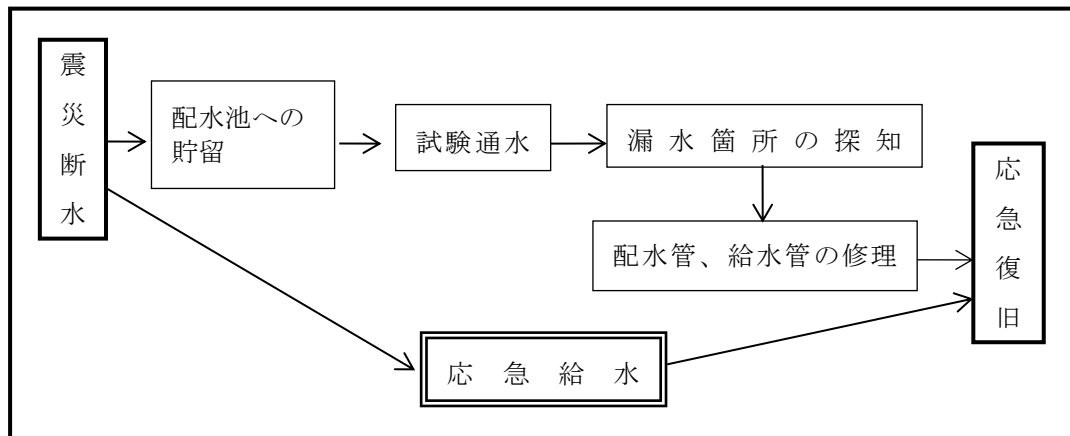 震災断水
配水池への
貯留
試験通水
漏水箇所の探知
配水管、給水管の修理
応急復旧
応急給水